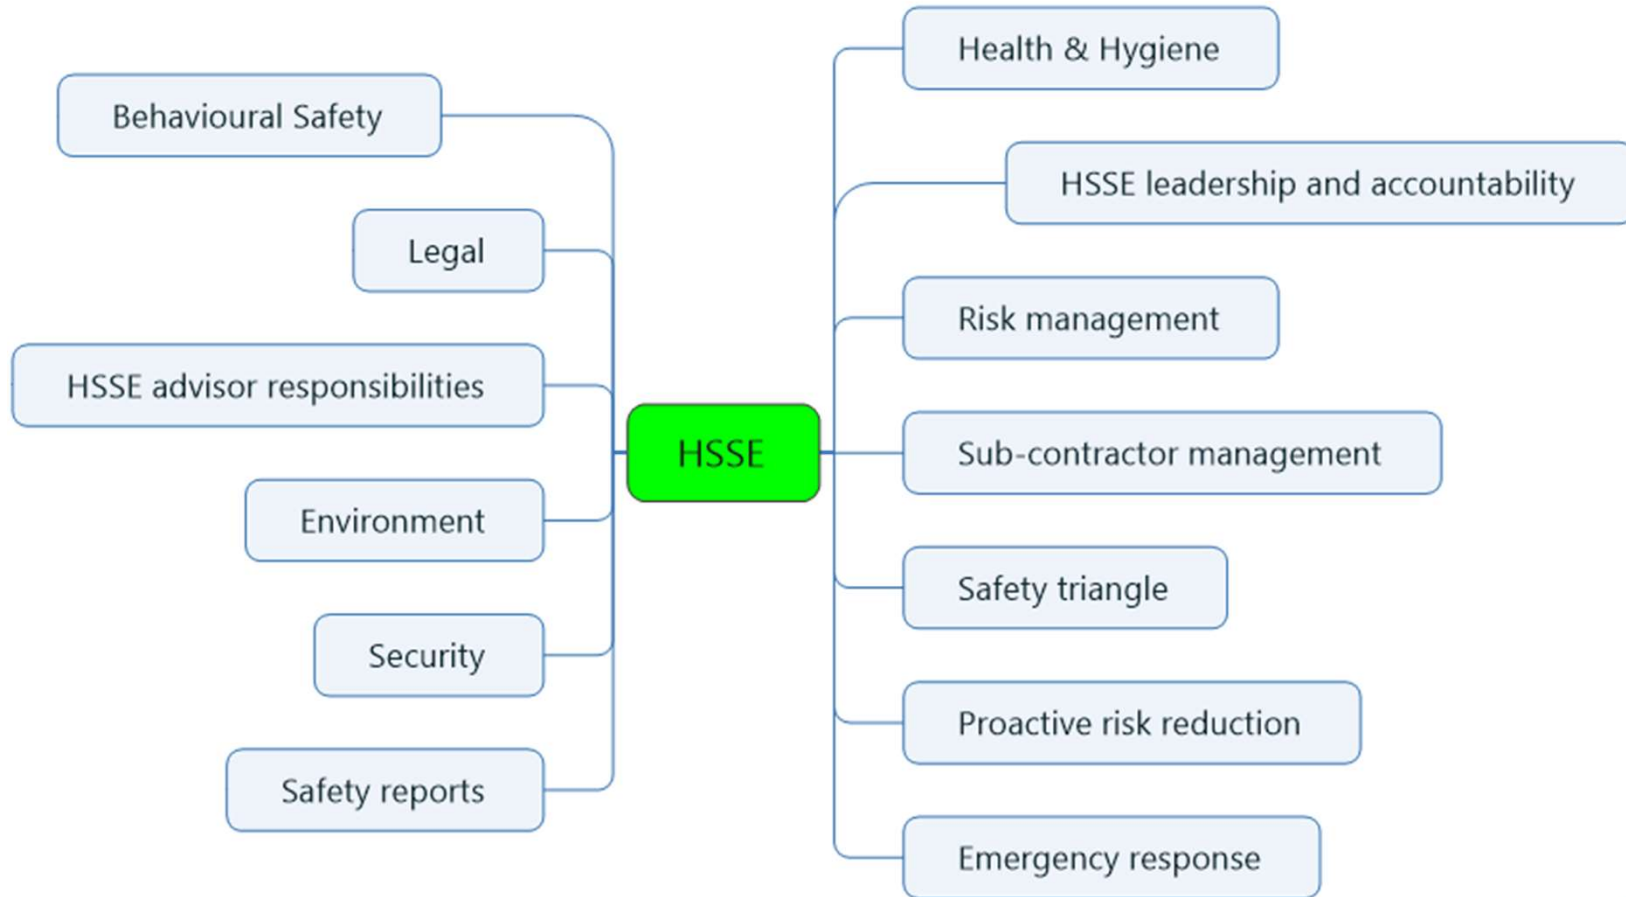 Behavioural Safety
Legal
HSSE advisor responsibilities
Environment
Security
Safety reports
HSSE
Health & Hygiene
HSSE leadership and accountability
Risk management
Sub-contractor management
Safety triangle
Proactive risk reduction
Emergency response